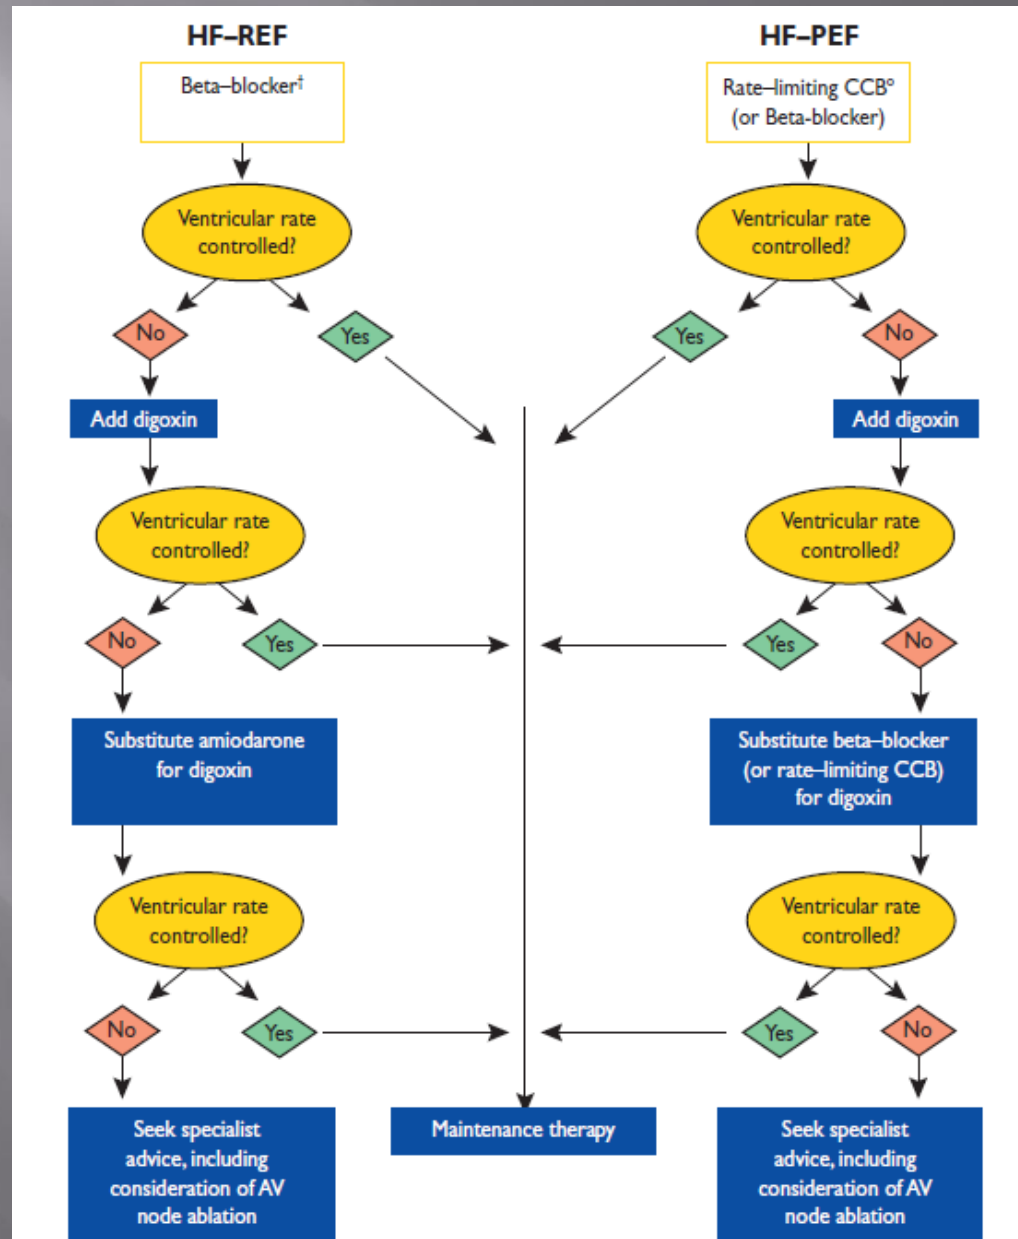 HF–REF
Beta–blocker†
Ventricular rate
controlled?
No
Yes
Add digoxin
Ventricular rate
controlled?
No
Yes
Substitute amiodarone
for digoxin
Ventricular rate
controlled?
No
Yes
Seek specialist
advice, including
consideration of AV
node ablation
Maintenance therapy
HF–PEF
Rate–limiting CCB°
(or Beta-blocker)
Ventricular rate
controlled?
Yes
No
Add digoxin
Ventricular rate
controlled?
Yes
No
Substitute beta–blocker
(or rate–limiting CCB)
for digoxin
Ventricular rate
controlled?
Yes
No
Seek specialist
advice, including
consideration of AV
node ablation